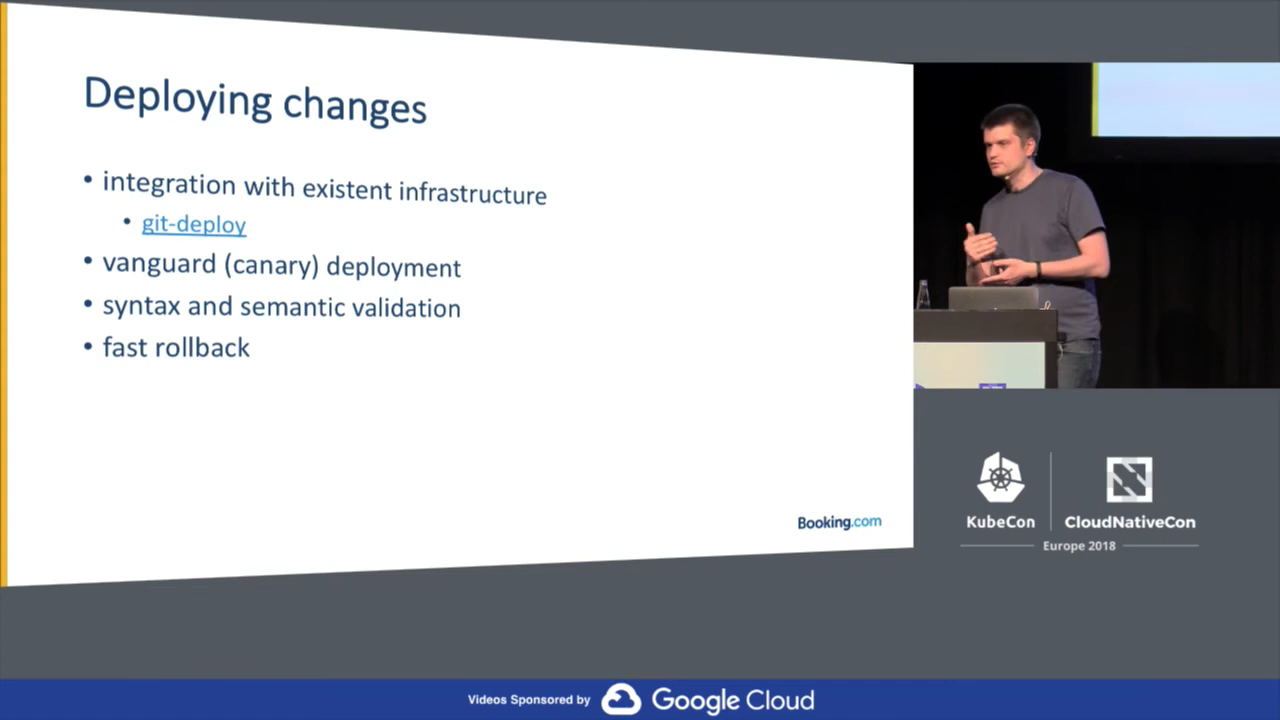 Deploying changes
• integration with existent infrastructure
• git-deploy
• vanguard (canary) deployment
• syntax and semantic validation
• fast rollback
Booking.com
KubeCon
CloudNativeCon
Europe 2018
Videos Sponsored by Google Cloud